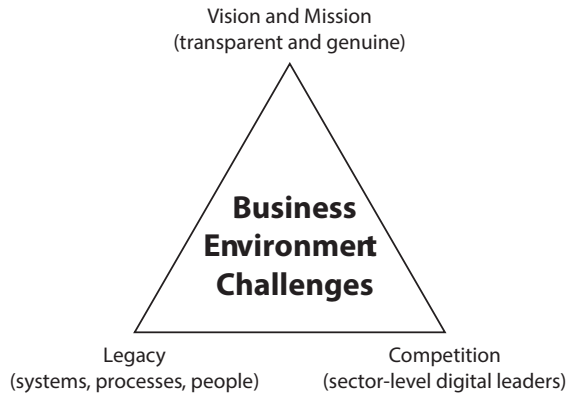 Vision and Mission
(transparent and genuine)
Business
Environment
Challenges
Legacy
(systems, processes, people)
Competition
(sector-level digital leaders)